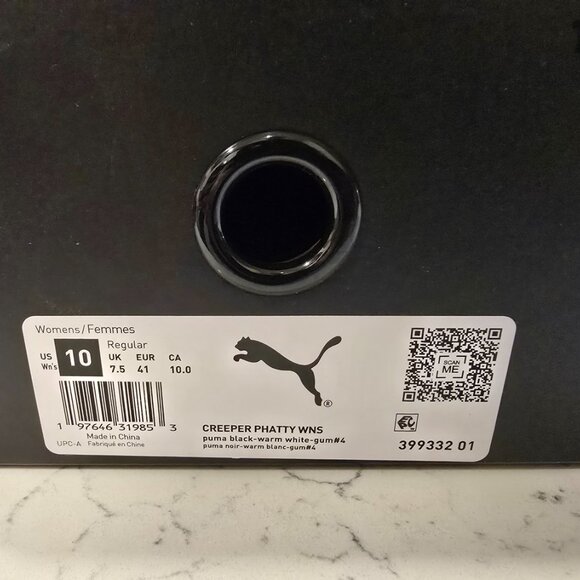 Womens/Femmes
Regular
US Wn's 10 UK 7.5 EUR 41 CA 10.0
1 97646 31985 3
UPC-A Made in China
Fabriqué en Chine
®
CREEPER PHATTY WNS
puma black-warm white-gum#4
puma noir-warm blanc-gum#4
SCAN
ME
399332 01